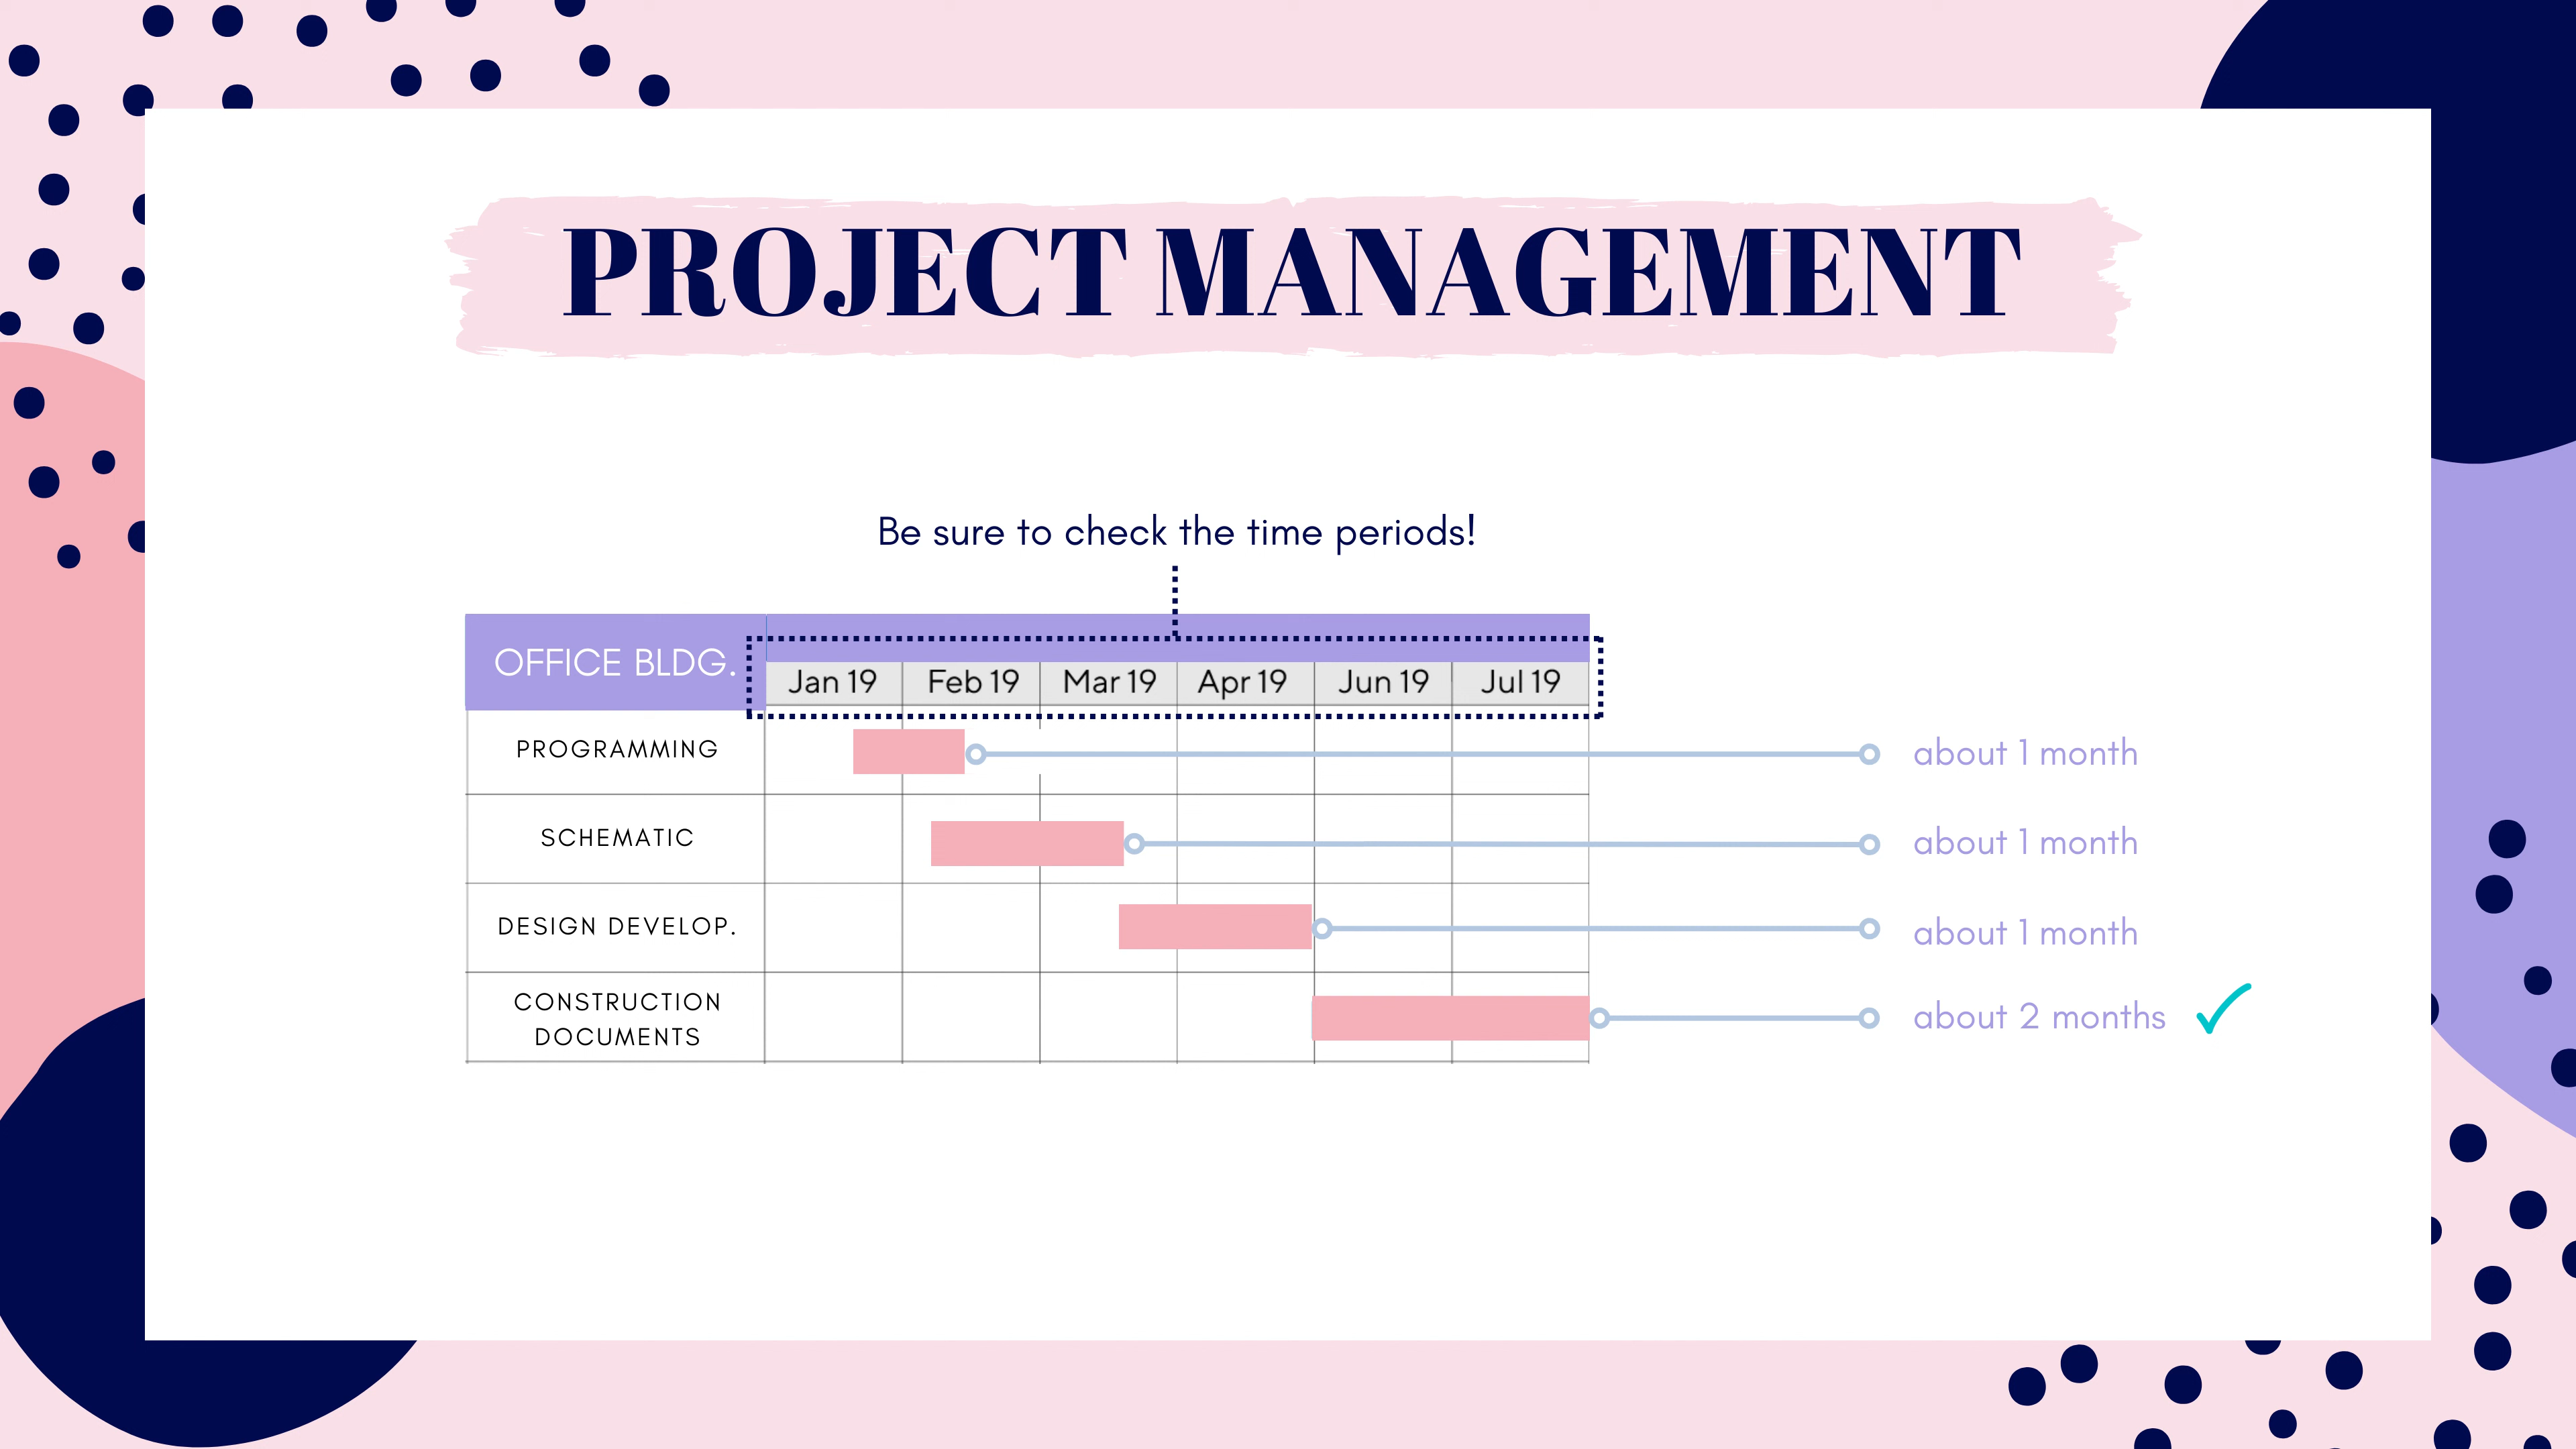 PROJECT MANAGEMENT
Be sure to check the time periods!
OFFICE BLDG.
Jan 19 Feb 19 Mar 19 Apr 19 Jun 19 Jul 19
PROGRAMMING about 1 month
SCHEMATIC about 1 month
DESIGN DEVELOP. about 1 month
CONSTRUCTION
DOCUMENTS about 2 months